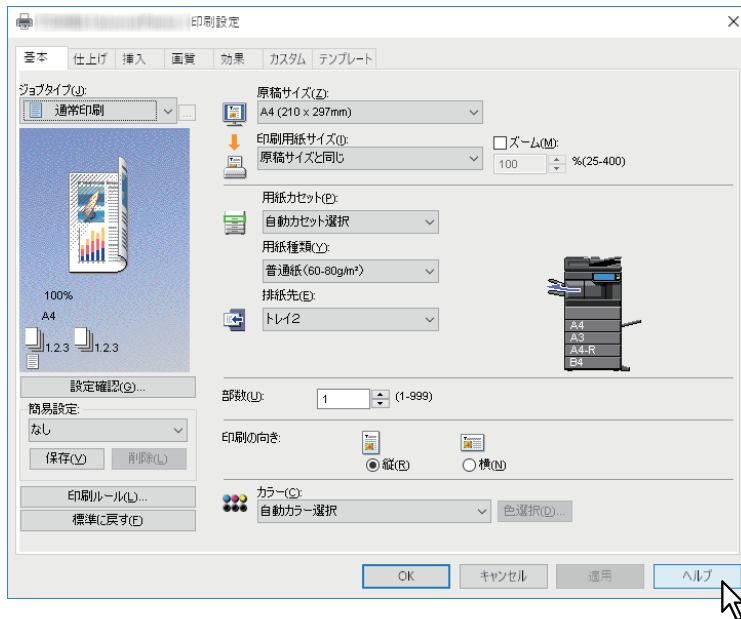 印刷設定
基本 仕上げ 挿入 画質 効果 カスタム テンプレート
ジョブタイプ(J):
通常印刷
...
100%
A4
1.2.3 1.2.3
設定確認(G)...
簡易設定:
なし
保存(V) 削除(L)
印刷ルール(L)...
標準に戻す(F)
原稿サイズ(Z):
A4 (210 x 297mm)
印刷用紙サイズ(I):
原稿サイズと同じ
ズーム(M):
100 %(25-400)
用紙カセット(P):
自動カセット選択
用紙種類(Y):
普通紙(60-80g/m²)
排紙先(E):
トレイ2
A4
A3
A4-R
B4
部数(U): 1 (1-999)
印刷の向き:
縦(R) 横(N)
カラー(C):
自動カラー選択 色選択(D)...
OK キャンセル 適用 ヘルプ